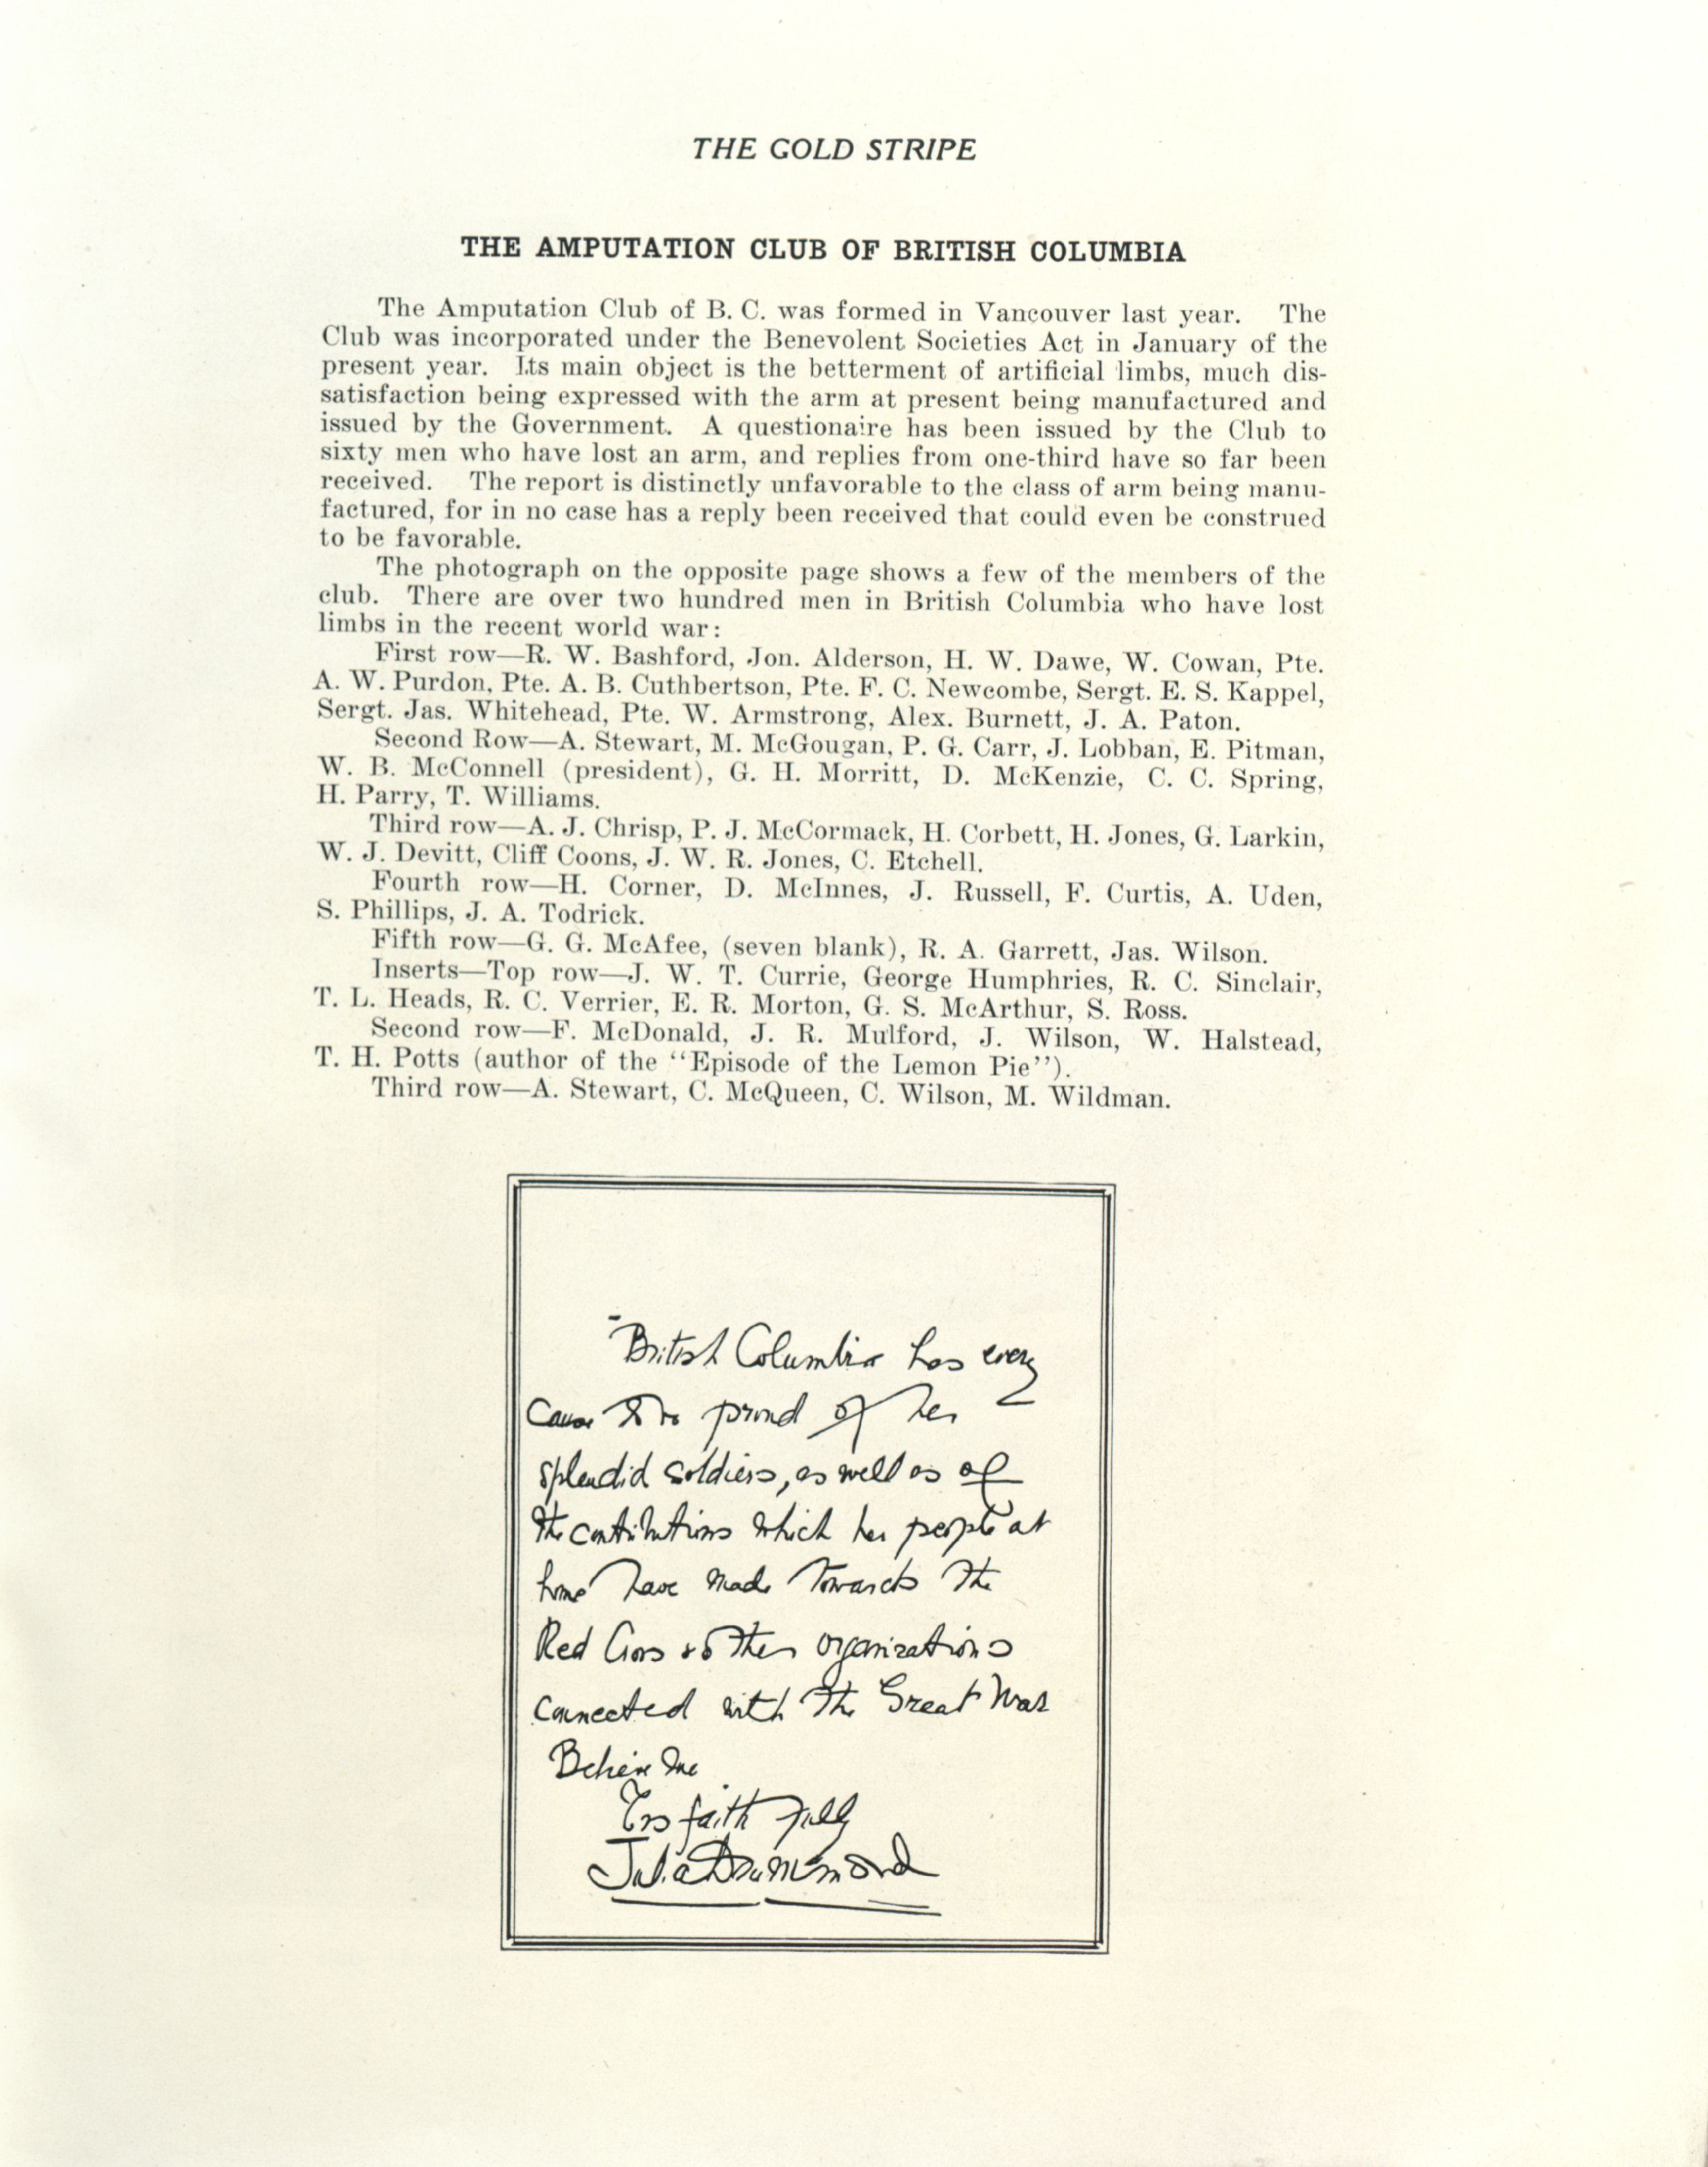 THE GOLD STRIPE
THE AMPUTATION CLUB OF BRITISH COLUMBIA
The Amputation Club of B. C. was formed in Vancouver last year. The
Club was incorporated under the Benevolent Societies Act in January of the
present year. Its main object is the betterment of artificial limbs, much dis-
satisfaction being expressed with the arm at present being manufactured and
issued by the Government. A questionaire has been issued by the Club to
sixty men who have lost an arm, and replies from one-third have so far been
received. The report is distinctly unfavorable to the class of arm being manu-
factured, for in no case has a reply been received that could even be construed
to be favorable.
The photograph on the opposite page shows a few of the members of the
club. There are over two hundred men in British Columbia who have lost
limbs in the recent world war:
First row—R. W. Bashford, Jon. Alderson, H. W. Dawe, W. Cowan, Pte.
A. W. Purdon, Pte. A. B. Cuthbertson, Pte. F. C. Newcombe, Sergt. E. S. Kappel,
Sergt. Jas. Whitehead, Pte. W. Armstrong, Alex. Burnett, J. A. Paton.
Second Row—A. Stewart, M. McGougan, P. G. Carr, J. Lobban, E. Pitman,
W. B. McConnell (president), G. H. Morritt, D. McKenzie, C. C. Spring,
H. Parry, T. Williams.
Third row—A. J. Chrisp, P. J. McCormack, H. Corbett, H. Jones, G. Larkin,
W. J. Devitt, Cliff Coons, J. W. R. Jones, C. Etchell.
Fourth row—H. Corner, D. McInnes, J. Russell, F. Curtis, A. Uden,
S. Phillips, J. A. Todrick.
Fifth row—G. G. McAfee, (seven blank), R. A. Garrett, Jas. Wilson.
Inserts—Top row—J. W. T. Currie, George Humphries, R. C. Sinclair,
T. L. Heads, R. C. Verrier, E. R. Morton, G. S. McArthur, S. Ross.
Second row—F. McDonald, J. R. Mulford, J. Wilson, W. Halstead,
T. H. Potts (author of the "Episode of the Lemon Pie").
Third row—A. Stewart, C. McQueen, C. Wilson, M. Wildman.
British Columbia has every
cause to be proud of her
splendid soldiers, as well as of
the contributions which her people at
home have made towards the
Red Cross & other organizations
connected with the Great War
Believe me
Yrs faithfully
Julia Drummond